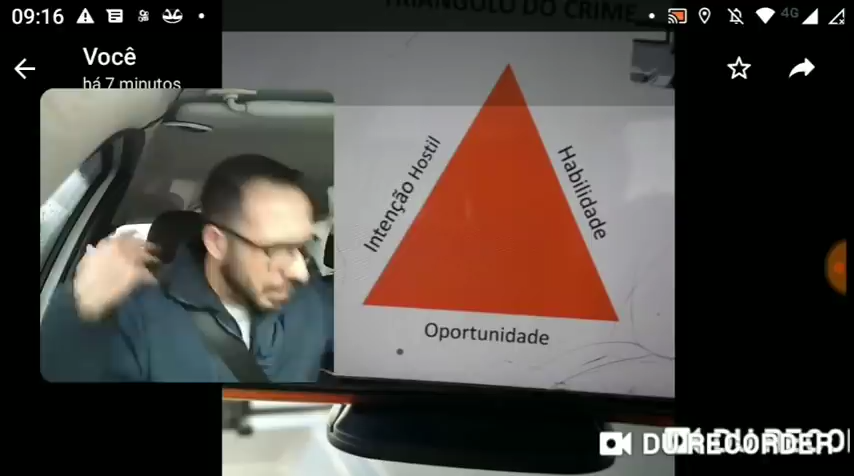 09:16
4G
Você
há 7 minutos
TRIÂNGULO DO CRIME
Intenção Hostil
Habilidade
Oportunidade
DU RECORDER